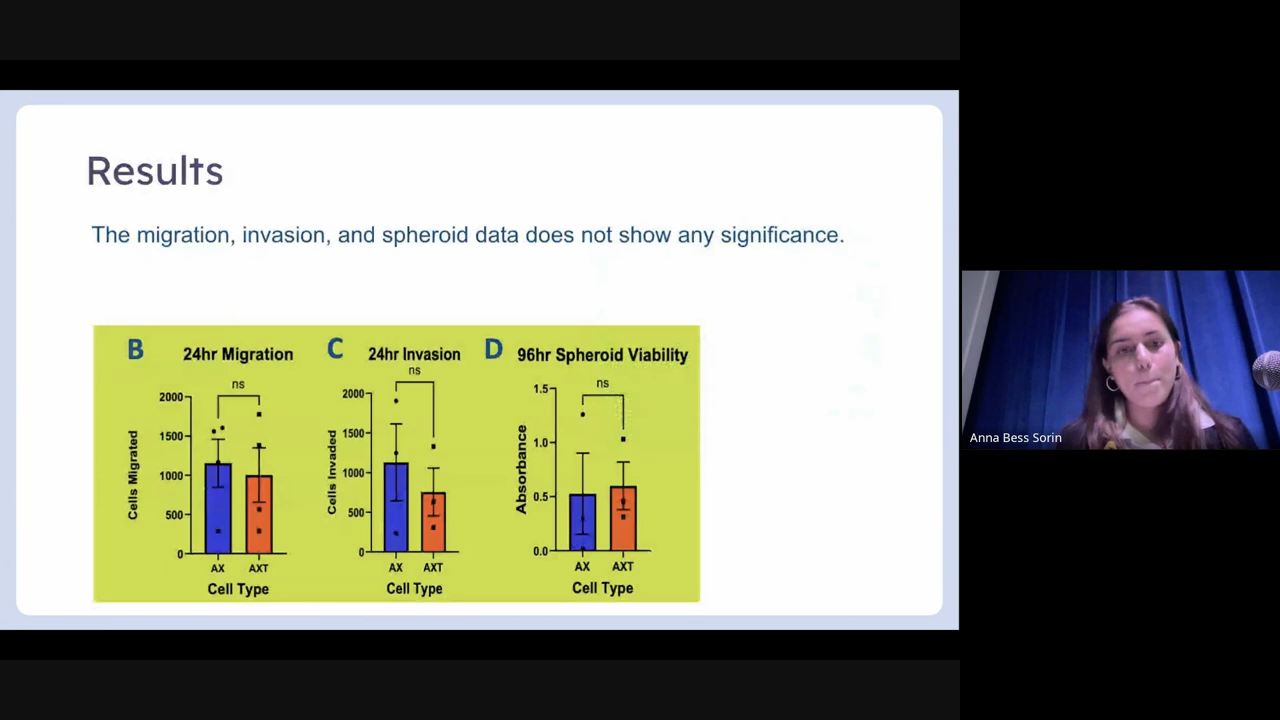 Results
The migration, invasion, and spheroid data does not show any significance.
B 24hr Migration
ns
2000
1500
1000
500
0
Cells Migrated
AX AXT
Cell Type
C 24hr Invasion
ns
2000
1500
1000
500
0
Cells Invaded
AX AXT
Cell Type
D 96hr Spheroid Viability
ns
1.5
1.0
0.5
0.0
Absorbance
AX AXT
Cell Type
Anna Bess Sorin